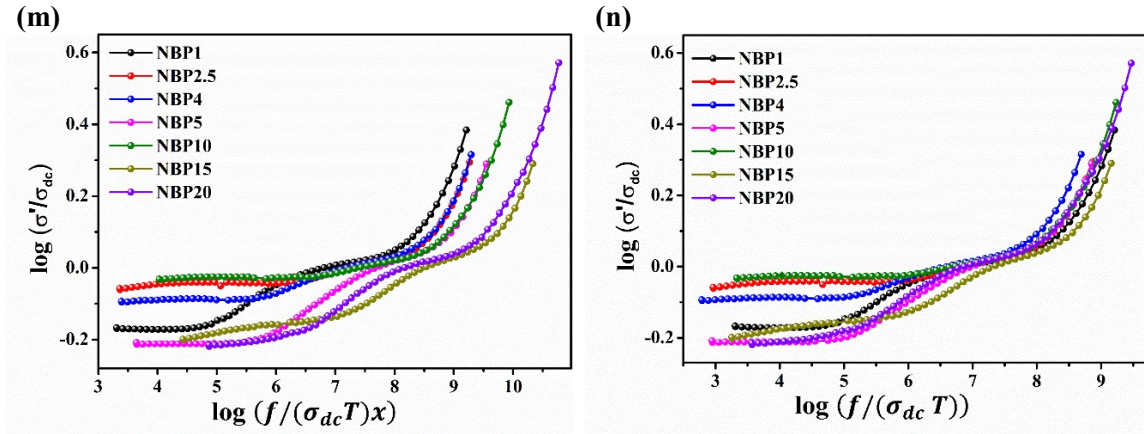 (m)
0.6
0.4
0.2
0.0
-0.2
log (σ'/σdc)
NBP1
NBP2.5
NBP4
NBP5
NBP10
NBP15
NBP20
3 4 5 6 7 8 9 10
log (f/(σdcT)x)
(n)
0.6
0.4
0.2
0.0
-0.2
log (σ'/σdc)
NBP1
NBP2.5
NBP4
NBP5
NBP10
NBP15
NBP20
3 4 5 6 7 8 9
log (f/(σdc T))